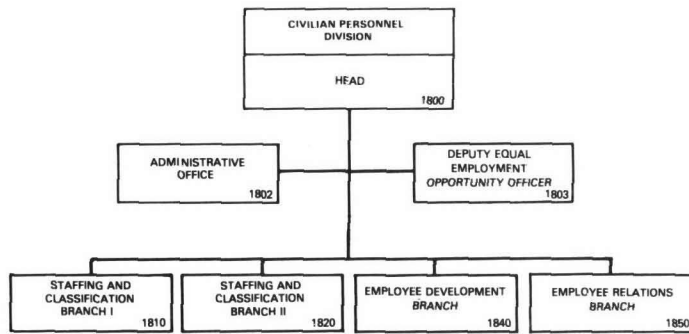 CIVILIAN PERSONNEL
DIVISION
HEAD
1800
ADMINISTRATIVE
OFFICE
1802
DEPUTY EQUAL
EMPLOYMENT
OPPORTUNITY OFFICER
1803
STAFFING AND
CLASSIFICATION
BRANCH I
1810
STAFFING AND
CLASSIFICATION
BRANCH II
1820
EMPLOYEE DEVELOPMENT
BRANCH
1840
EMPLOYEE RELATIONS
BRANCH
1850